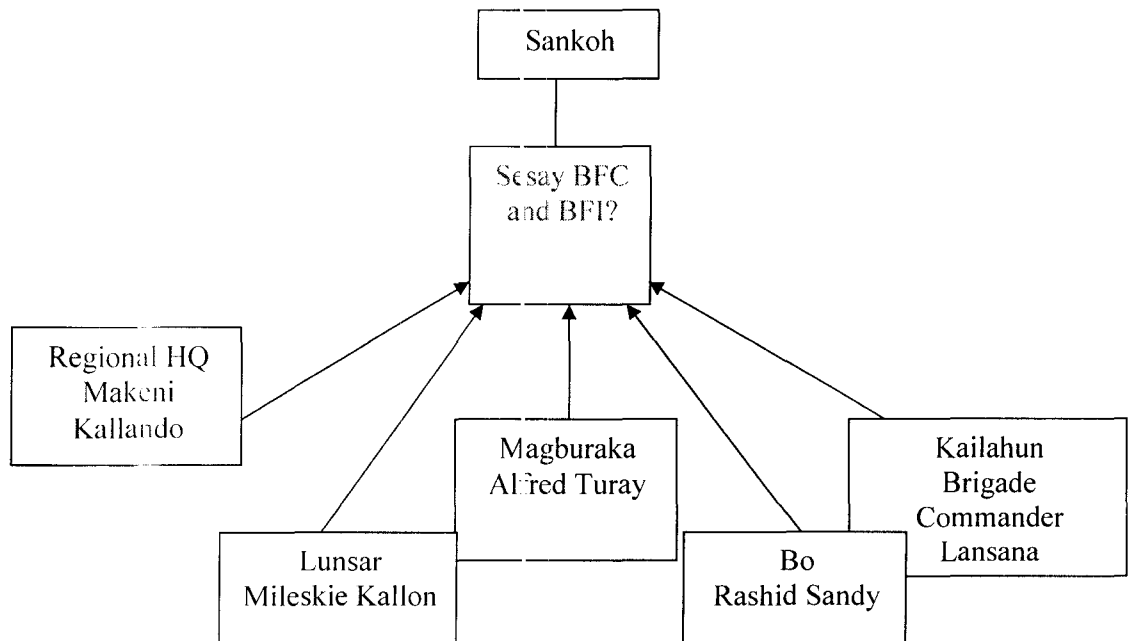 Sankoh
Sesay BFC
and BFI?
Regional HQ
Makeni
Kallando
Magburaka
Alfred Turay
Kailahun
Brigade
Commander
Lansana
Lunsar
Mileskie Kallon
Bo
Rashid Sandy